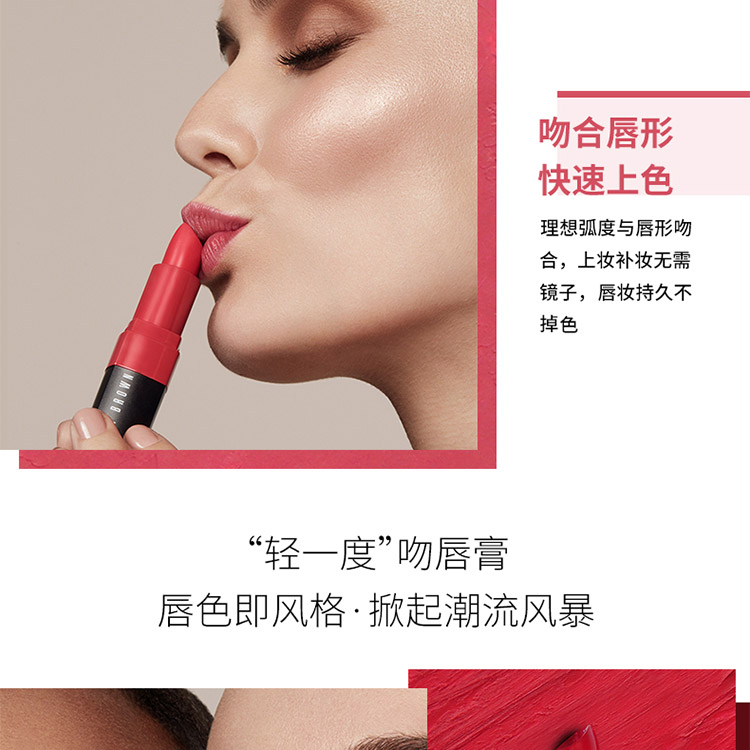 吻合唇形
快速上色
理想弧度与唇形吻
合，上妆补妆无需
镜子，唇妆持久不
掉色
BROWN
“轻一度”吻唇膏
唇色即风格·掀起潮流风暴